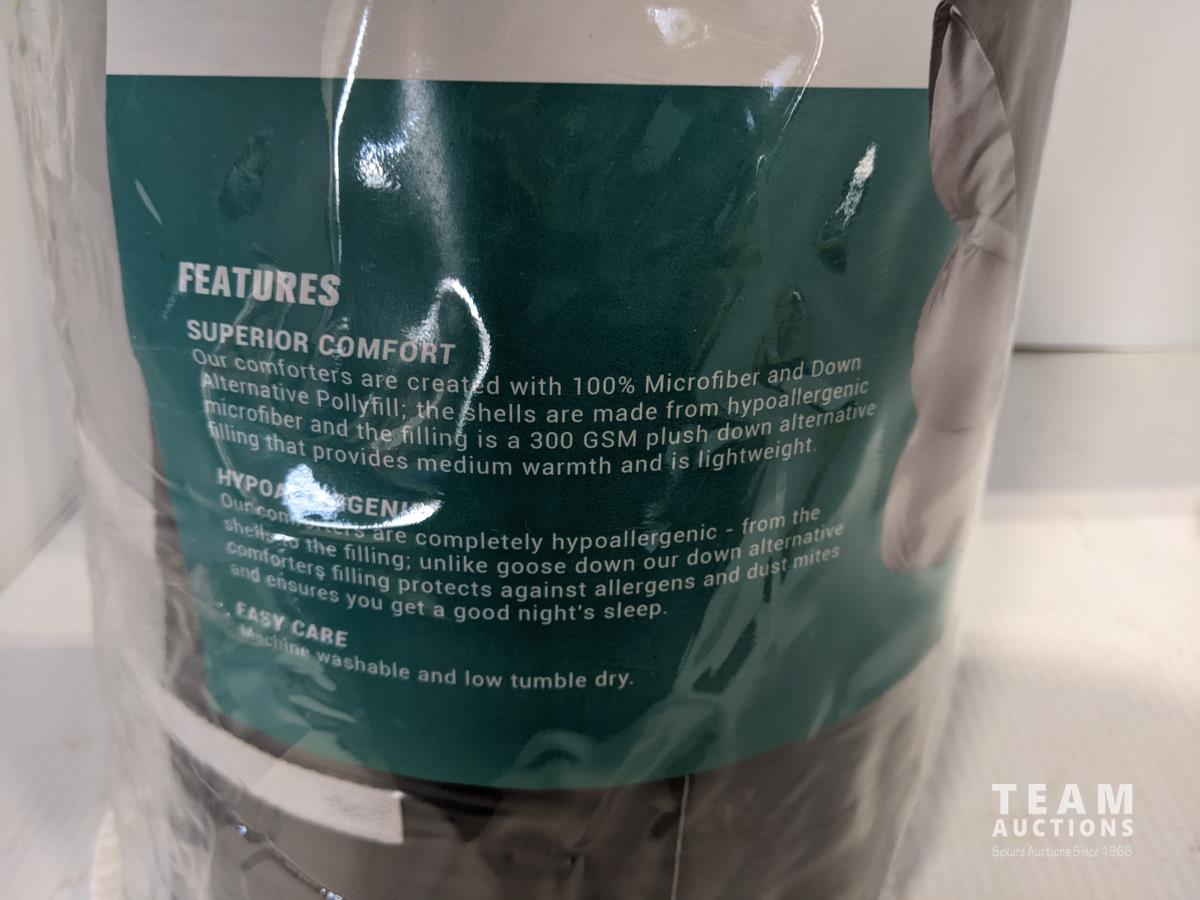 FEATURES
SUPERIOR COMFORT
Our comforters are created with 100% Microfiber and Down
Alternative Pollyfill; the shells are made from hypoallergenic
microfiber and the filling is a 300 GSM plush down alternative
filling that provides medium warmth and is lightweight.
Our comforters are completely hypoallergenic - from the
shells to the filling; unlike goose down our down alternative
comforters filling protects against allergens and dust mites
and ensures you get a good night's sleep.
EASY CARE
Machine washable and low tumble dry.
TEAM
AUCTIONS
Sekura Auctions Since 1966